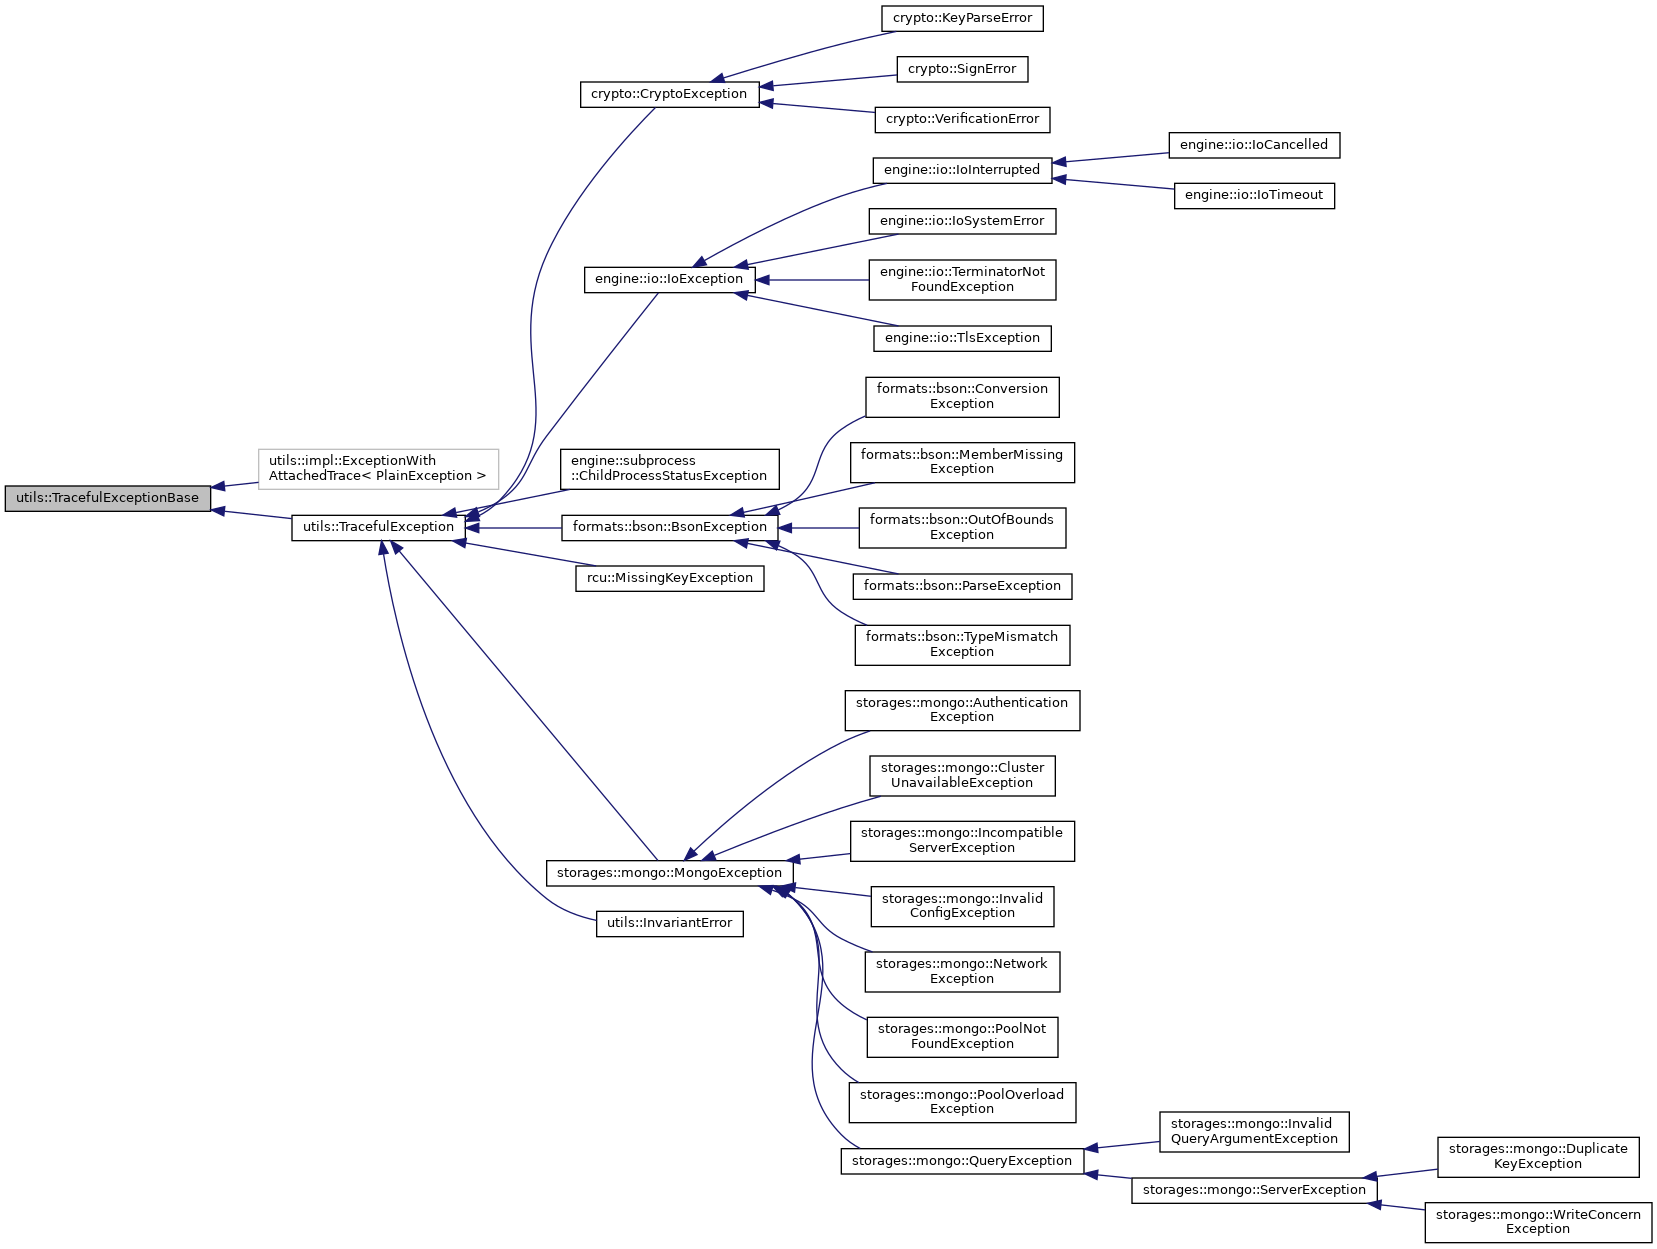 utils::TracefulExceptionBase
utils::impl::ExceptionWith
AttachedTrace< PlainException >
utils::TracefulException
crypto::CryptoException
crypto::KeyParseError
crypto::SignError
crypto::VerificationError
engine::io::IoException
engine::io::IoInterrupted
engine::io::IoCancelled
engine::io::IoTimeout
engine::io::IoSystemError
engine::io::TerminatorNot
FoundException
engine::io::TlsException
engine::subprocess
::ChildProcessStatusException
formats::bson::BsonException
formats::bson::Conversion
Exception
formats::bson::MemberMissing
Exception
formats::bson::OutOfBounds
Exception
formats::bson::ParseException
formats::bson::TypeMismatch
Exception
rcu::MissingKeyException
storages::mongo::MongoException
storages::mongo::Authentication
Exception
storages::mongo::Cluster
UnavailableException
storages::mongo::Incompatible
ServerException
storages::mongo::Invalid
ConfigException
storages::mongo::Network
Exception
storages::mongo::PoolNot
FoundException
storages::mongo::PoolOverload
Exception
storages::mongo::QueryException
storages::mongo::Invalid
QueryArgumentException
storages::mongo::ServerException
storages::mongo::Duplicate
KeyException
storages::mongo::WriteConcern
Exception
utils::InvariantError